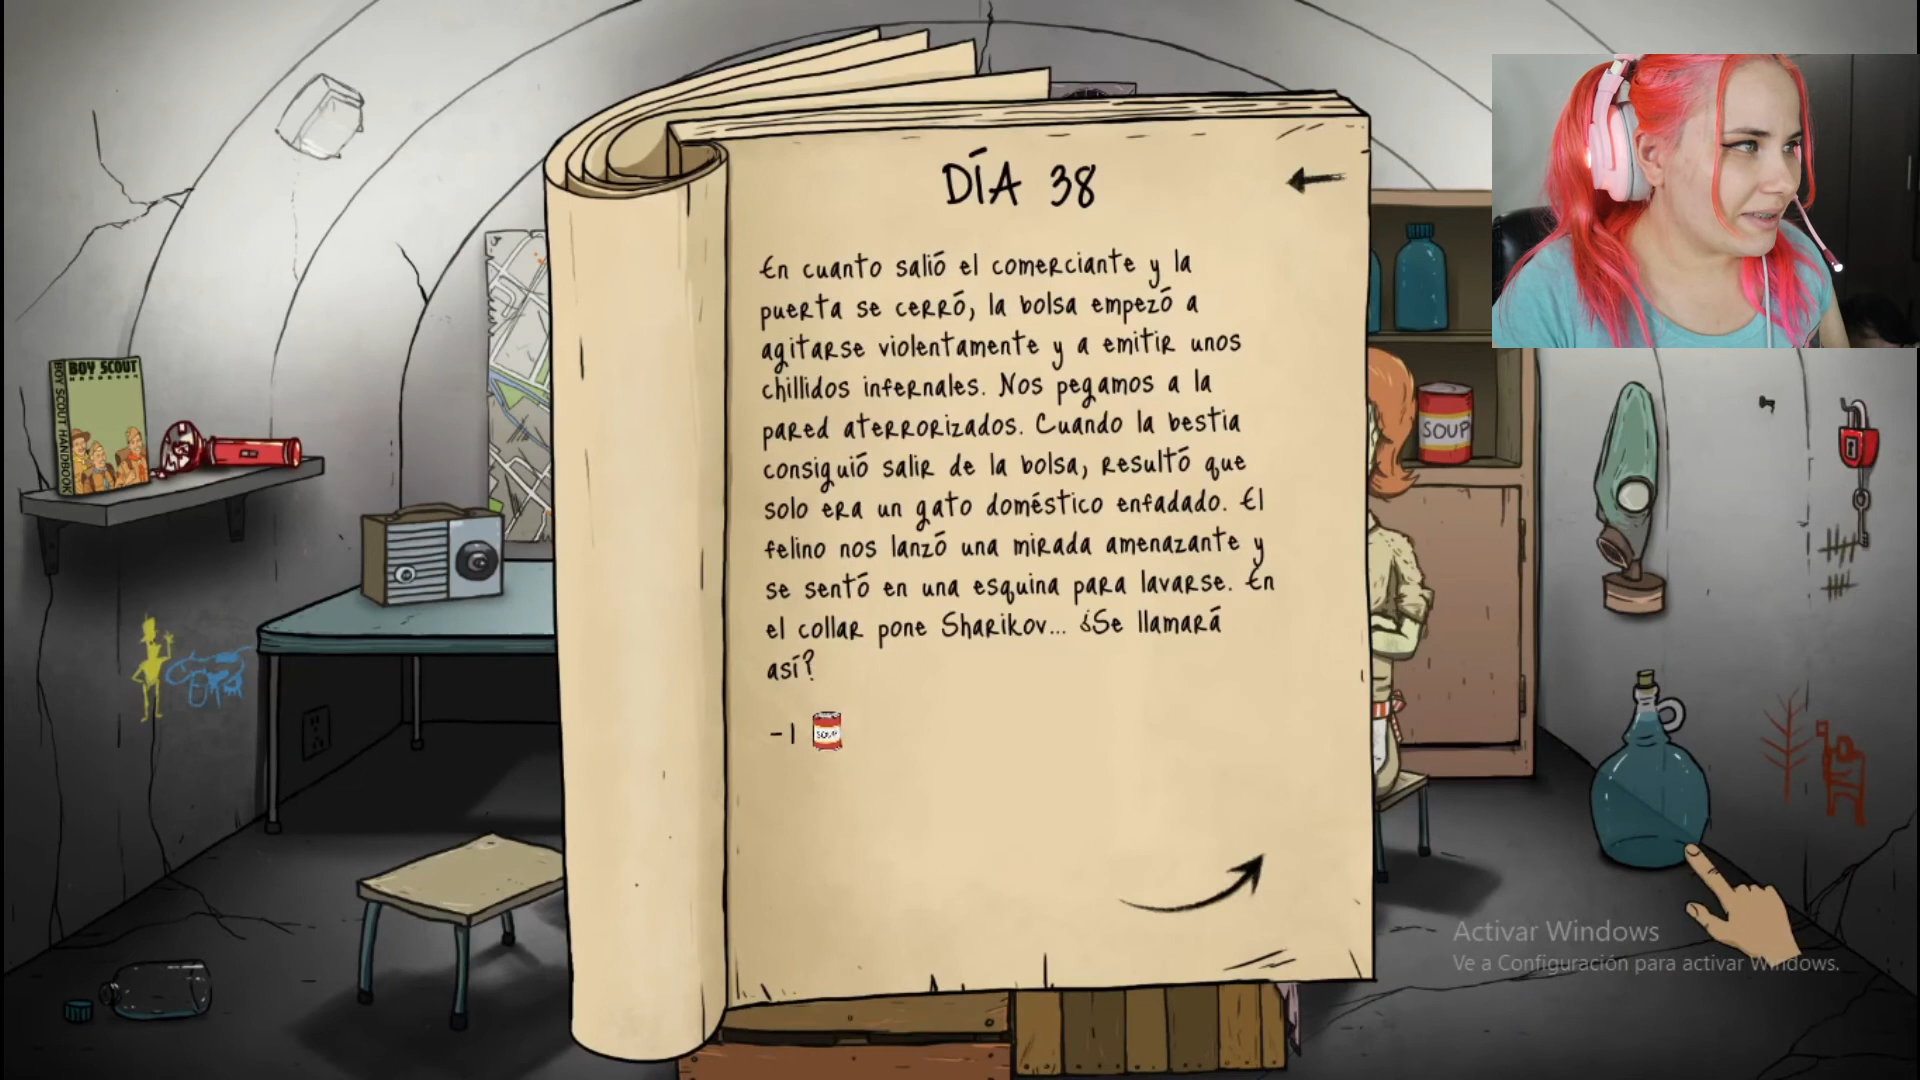 DÍA 38
En cuanto salió el comerciante y la
puerta se cerró, la bolsa empezó a
agitarse violentamente y a emitir unos
chillidos infernales. Nos pegamos a la
pared aterrorizados. Cuando la bestia
consiguió salir de la bolsa, resultó que
solo era un gato doméstico enfadado. El
felino nos lanzó una mirada amenazante y
se sentó en una esquina para lavarse. En
el collar pone Sharikov... ¿Se llamará
así?
-1 SOUP
BOY SCOUT
HANDBOOK
BOY SCOUT HANDBOOK
SOUP
Activar Windows
Ve a Configuración para activar Windows.